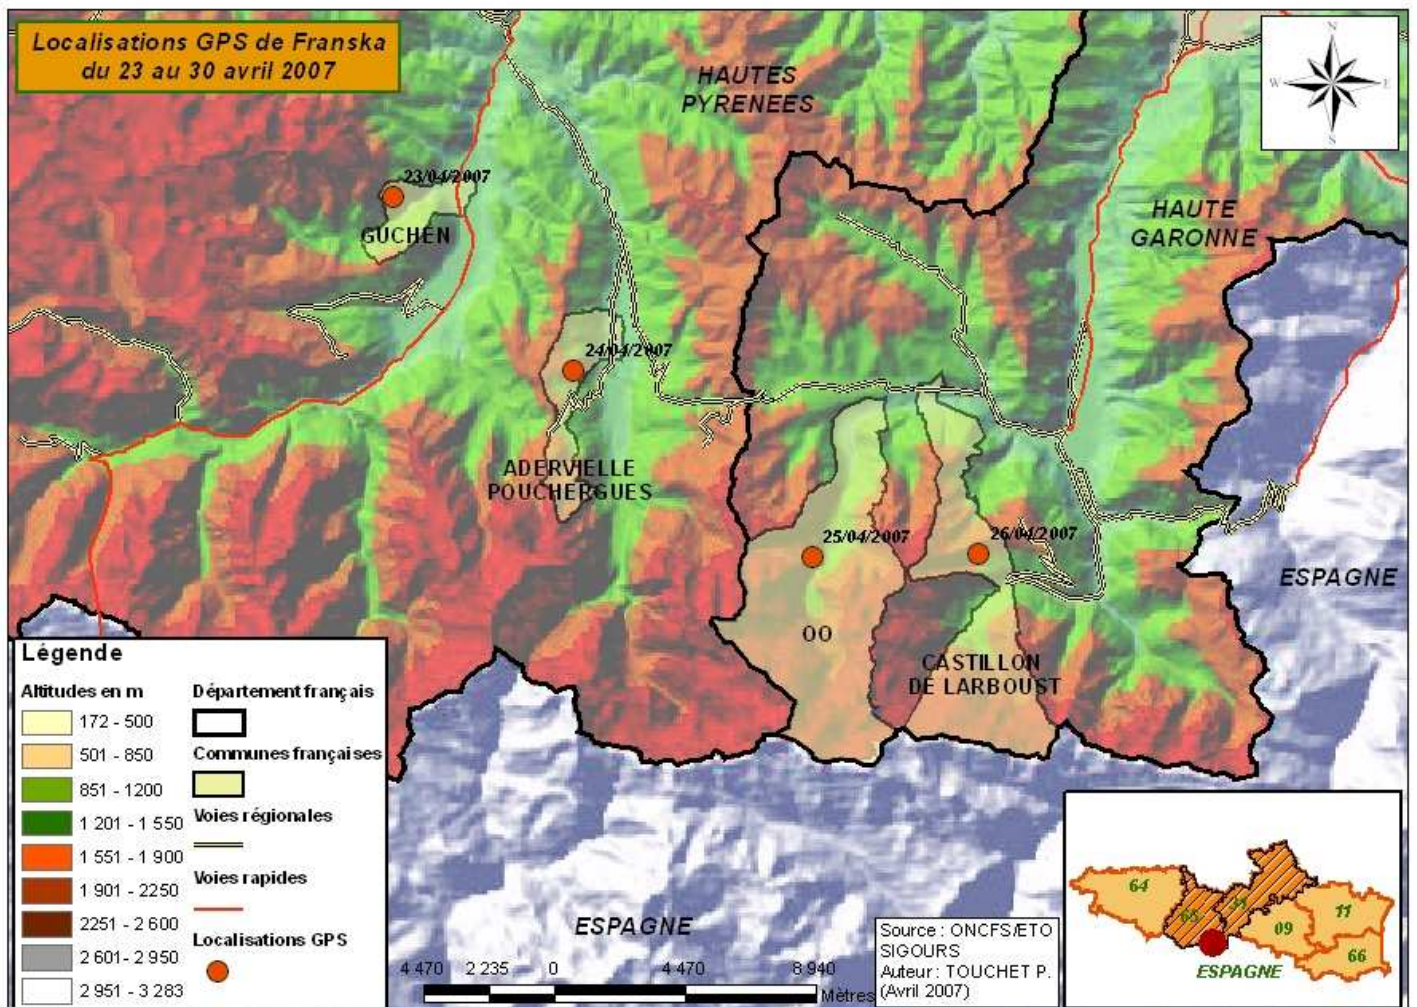 Localisations GPS de Franska
du 23 au 30 avril 2007
HAUTES
PYRENEES
N
W
E
S
23/04/2007
GUCHEN
HAUTE
GARONNE
24/04/2007
ADERVIELLE
POUCHERGUES
25/04/2007
26/04/2007
ESPAGNE
OO
CASTILLON
DE LARBOUST
Légende
Altitudes en m
172 - 500
501 - 850
851 - 1200
1 201 - 1 550
1 551 - 1 900
1 901 - 2250
2251 - 2 600
2 601 - 2 950
2 951 - 3 283
Département français
Communes françaises
Voies régionales
Voies rapides
Localisations GPS
ESPAGNE
4 470 2 235 0 4 470 8 940
Mètres
Source : ONCFS/ETO
SIGOURS
Auteur : TOUCHET P.
(Avril 2007)
64
65
31
09
11
66
ESPAGNE